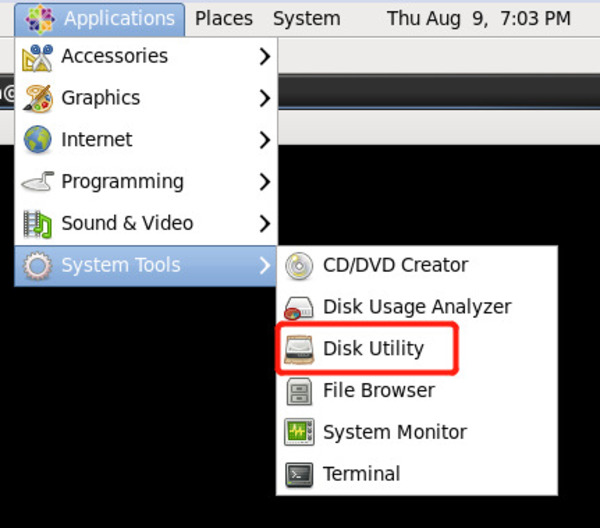 Applications Places System Thu Aug 9, 7:03 PM
Accessories
Graphics
Internet
Programming
Sound & Video
System Tools
CD/DVD Creator
Disk Usage Analyzer
Disk Utility
File Browser
System Monitor
Terminal